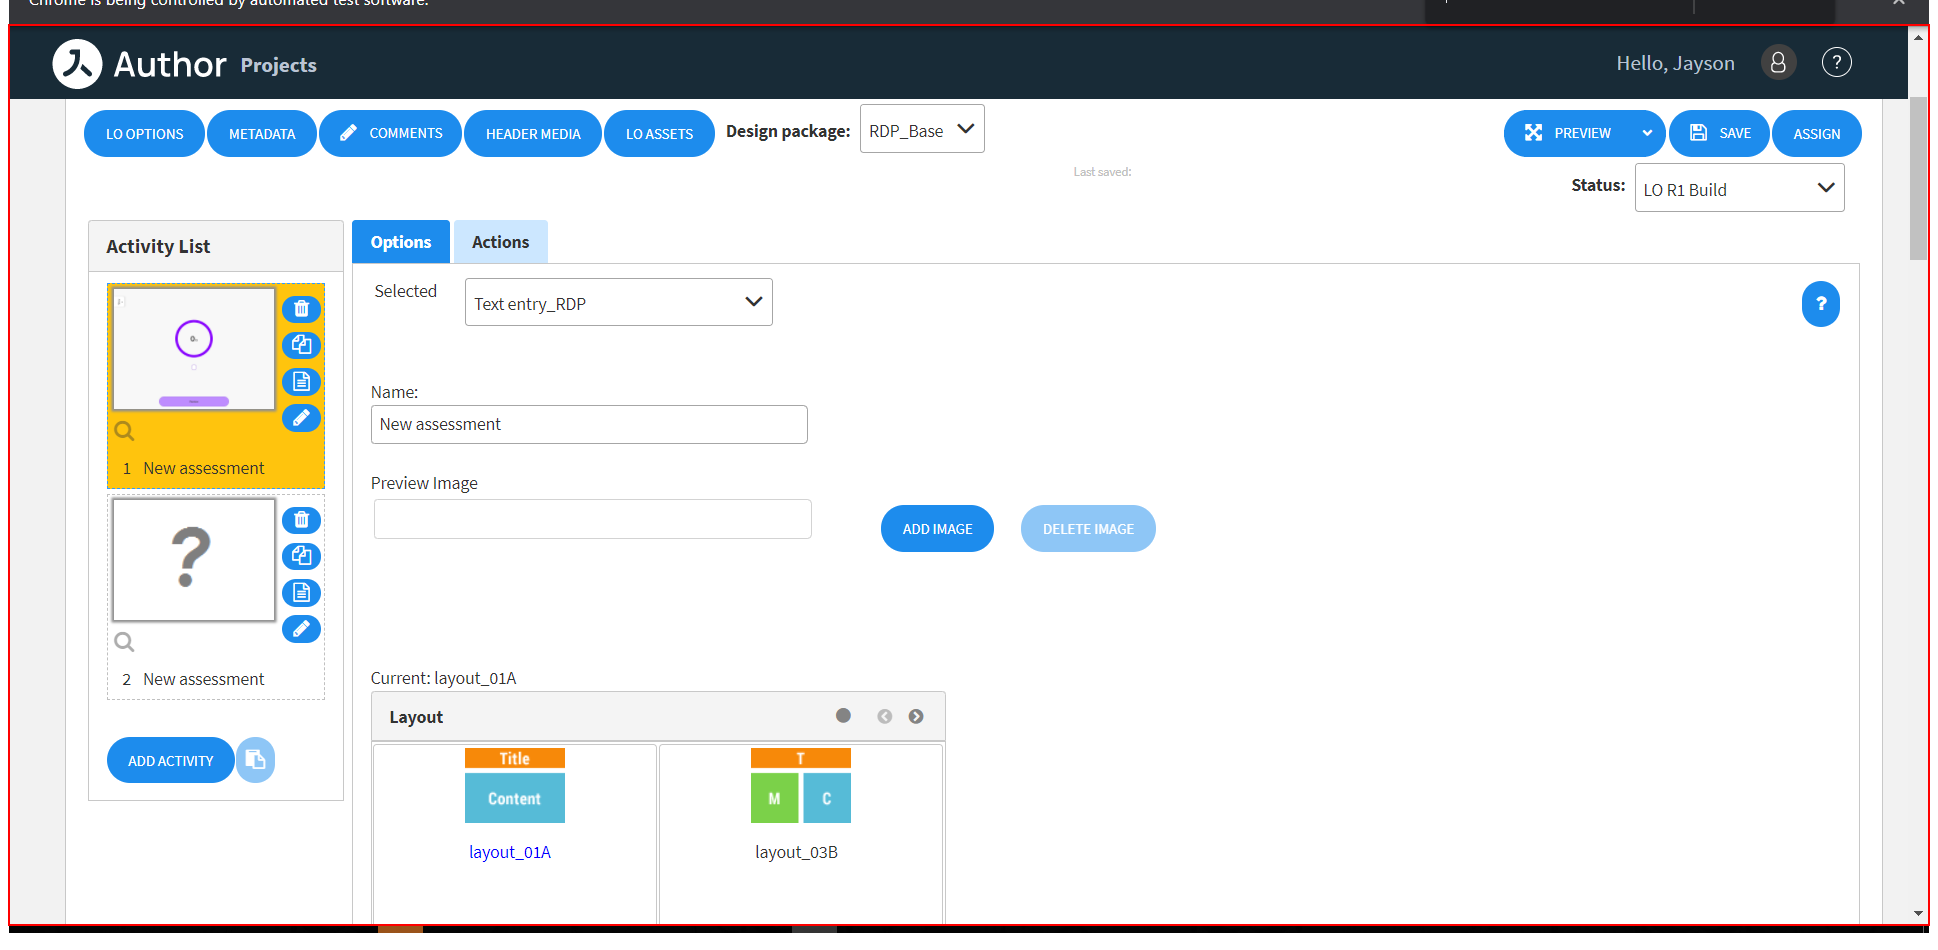 Chrome is being controlled by automated test software.
Author Projects
Hello, Jayson
?
LO OPTIONS
METADATA
COMMENTS
HEADER MEDIA
LO ASSETS
Design package:
RDP_Base
PREVIEW
SAVE
ASSIGN
Last saved:
Status:
LO R1 Build
Activity List
Options
Actions
Selected
Text entry_RDP
?
Name:
New assessment
1 New assessment
Preview Image
ADD IMAGE
DELETE IMAGE
?
2 New assessment
Current: layout_01A
Layout
ADD ACTIVITY
Title
Content
layout_01A
T
M
C
layout_03B